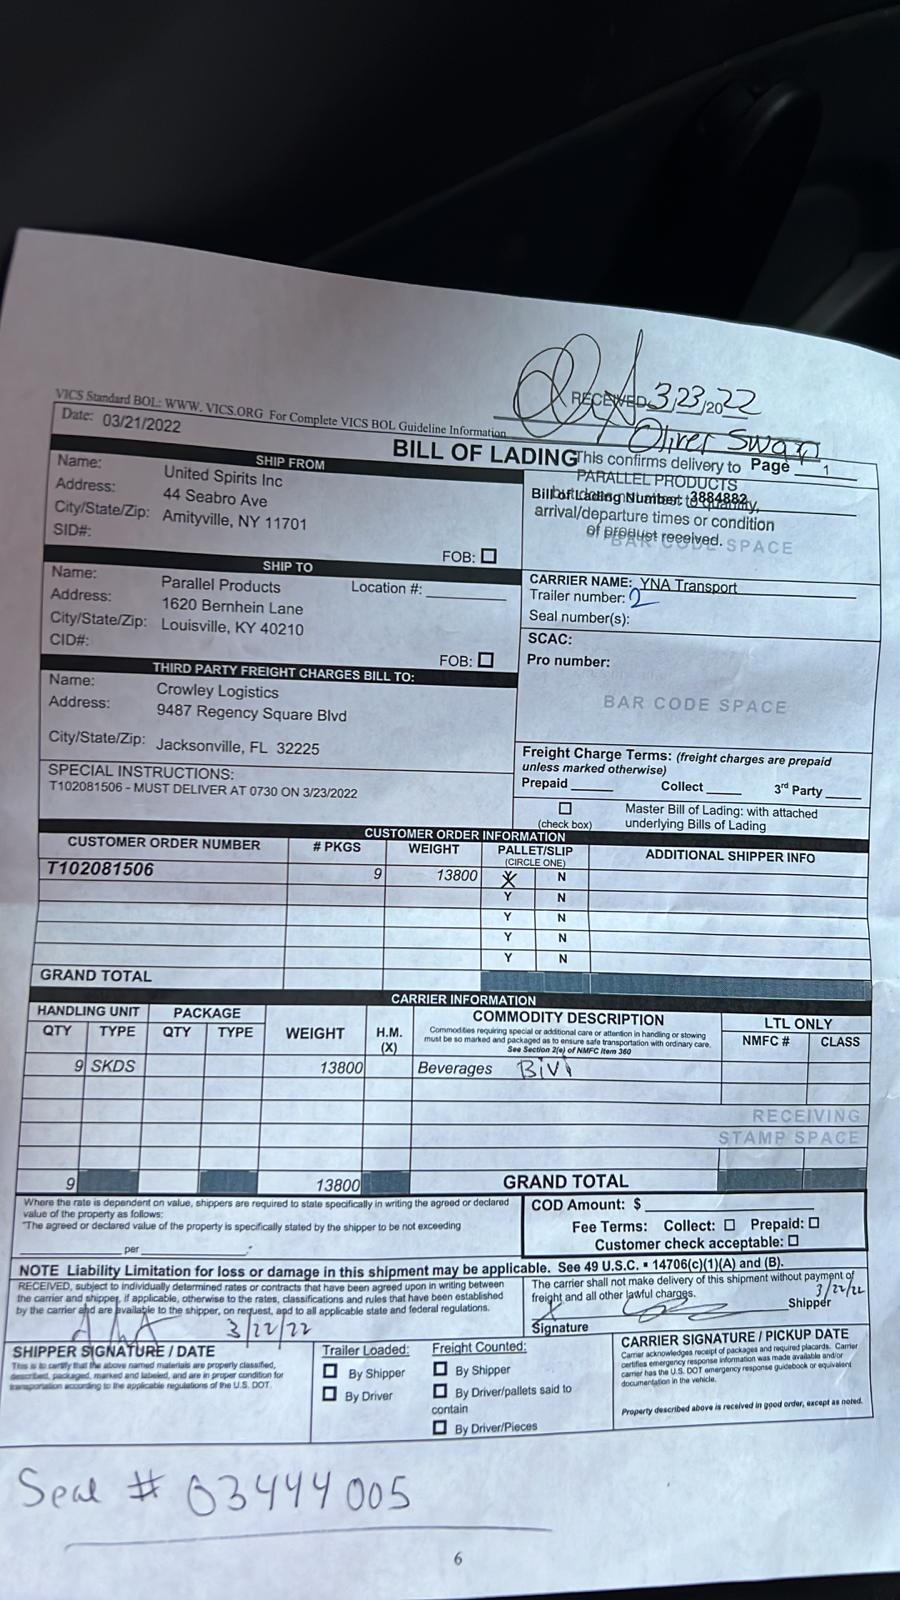 RECEIVED 3/23/2022
Oliver Swan
VICS Standard BOL: WWW. VICS.ORG For Complete VICS BOL Guideline Information
Date: 03/21/2022
BILL OF LADING
Page 1
This confirms delivery to
PARALLEL PRODUCTS
SHIP FROM
Name: United Spirits Inc
Address: 44 Seabro Ave
City/State/Zip: Amityville, NY 11701
SID#:
FOB:
Bill of Lading Number: 3884882
arrival/departure times or condition
of product received.
BAR CODE SPACE
SHIP TO
Name: Parallel Products
Location #:
Address: 1620 Bernhein Lane
City/State/Zip: Louisville, KY 40210
CID#:
FOB:
CARRIER NAME: YNA Transport
Trailer number: 2
Seal number(s):
SCAC:
Pro number:
BAR CODE SPACE
THIRD PARTY FREIGHT CHARGES BILL TO:
Name: Crowley Logistics
Address: 9487 Regency Square Blvd
City/State/Zip: Jacksonville, FL 32225
SPECIAL INSTRUCTIONS:
T102081506 - MUST DELIVER AT 0730 ON 3/23/2022
Freight Charge Terms: (freight charges are prepaid
unless marked otherwise)
Prepaid Collect 3rd Party
(check box)
Master Bill of Lading: with attached
underlying Bills of Lading
CUSTOMER ORDER INFORMATION
CUSTOMER ORDER NUMBER # PKGS WEIGHT PALLET/SLIP (CIRCLE ONE) ADDITIONAL SHIPPER INFO
T102081506 9 13800 N
Y N
Y N
Y N
Y N
GRAND TOTAL
CARRIER INFORMATION
HANDLING UNIT PACKAGE COMMODITY DESCRIPTION LTL ONLY
QTY TYPE QTY TYPE WEIGHT H.M. (X)
Commodities requiring special or additional care or attention in handling or stowing
must be so marked and packaged as to ensure safe transportation with ordinary care.
See Section 2(e) of NMFC Item 360
NMFC # CLASS
9 SKDS 13800 Beverages Bivi
RECEIVING
STAMP SPACE
9 13800 GRAND TOTAL
Where the rate is dependent on value, shippers are required to state specifically in writing the agreed or declared
value of the property as follows:
"The agreed or declared value of the property is specifically stated by the shipper to be not exceeding
per
COD Amount: $
Fee Terms: Collect: Prepaid:
Customer check acceptable:
NOTE Liability Limitation for loss or damage in this shipment may be applicable. See 49 U.S.C. ▪ 14706(c)(1)(A) and (B).
RECEIVED, subject to individually determined rates or contracts that have been agreed upon in writing between
the carrier and shipper, if applicable, otherwise to the rates, classifications and rules that have been established
by the carrier and are available to the shipper, on request, and to all applicable state and federal regulations.
3/22/22
The carrier shall not make delivery of this shipment without payment of
freight and all other lawful charges.
3/22/22
Shipper
Signature
SHIPPER SIGNATURE / DATE
This is to certify that the above named materials are properly classified,
described, packaged, marked and labeled, and are in proper condition for
transportation according to the applicable regulations of the U.S. DOT.
Trailer Loaded:
By Shipper
By Driver
Freight Counted:
By Shipper
By Driver/pallets said to
contain
By Driver/Pieces
CARRIER SIGNATURE / PICKUP DATE
Carrier acknowledges receipt of packages and required placards. Carrier
certifies emergency response information was made available and/or
carrier has the U.S. DOT emergency response guidebook or equivalent
documentation in the vehicle.
Property described above is received in good order, except as noted.
Seal # 03444005
6